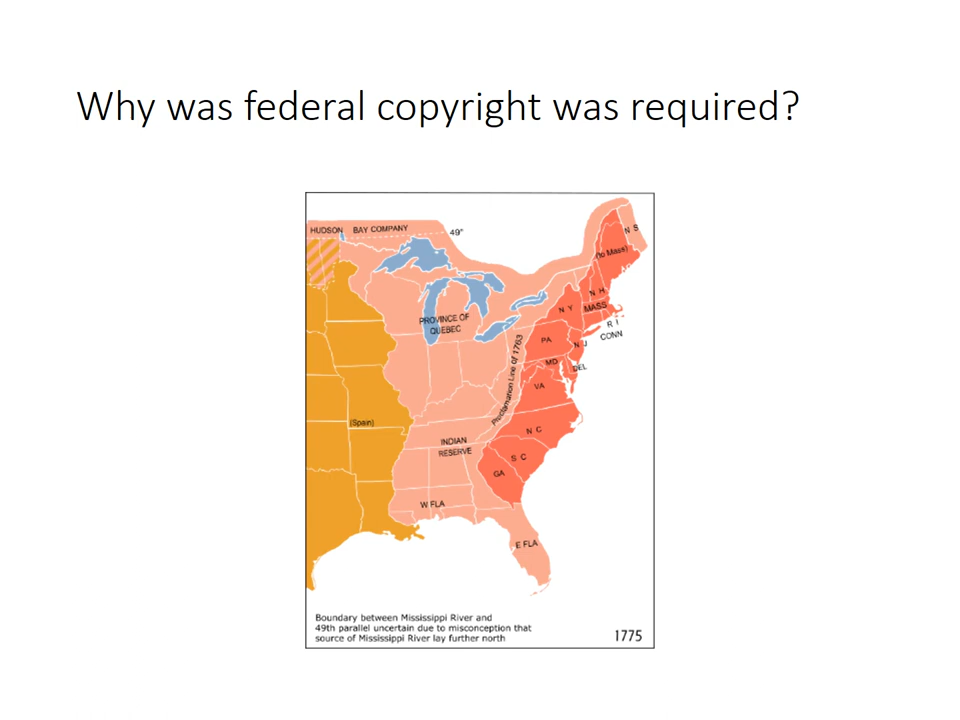 Why was federal copyright was required?
HUDSON BAY COMPANY
49°
N S
(to Mass)
N H
N Y
MASS
R I
CONN
PROVINCE OF
QUEBEC
Proclamation Line of 1763
PA
N J
MD
DEL
VA
(Spain)
N C
INDIAN
RESERVE
S C
GA
W FLA
E FLA
Boundary between Mississippi River and
49th parallel uncertain due to misconception that
source of Mississippi River lay further north
1775